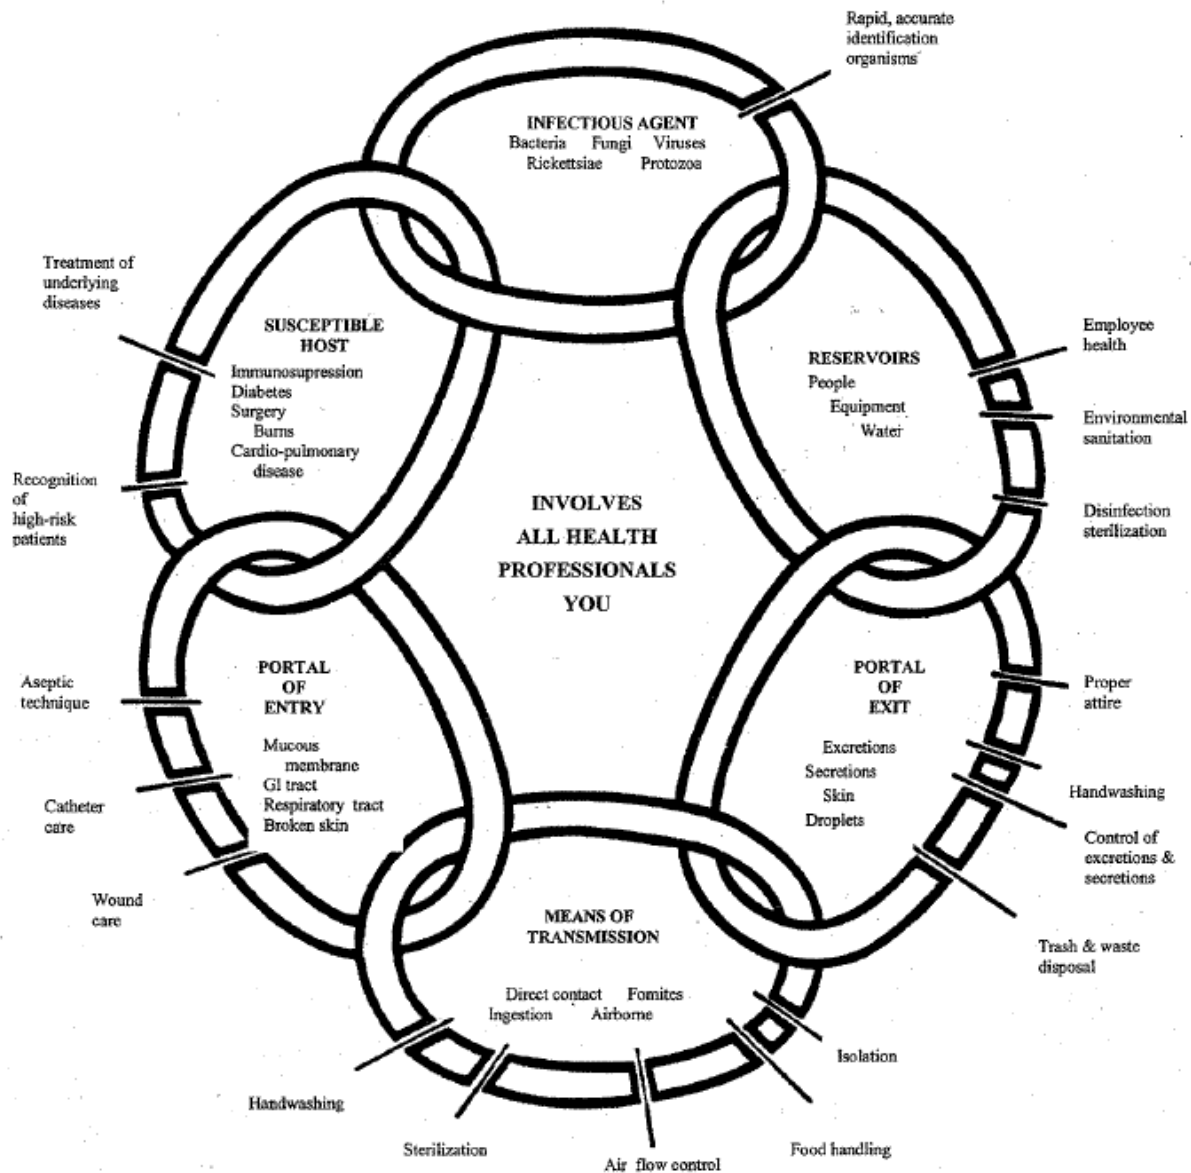 Rapid, accurate
identification
organisms
INFECTIOUS AGENT
Bacteria Fungi Viruses
Rickettsiae Protozoa
Treatment of
underlying
diseases
SUSCEPTIBLE
HOST
Immunosupression
Diabetes
Surgery
Burns
Cardio-pulmonary
disease
Recognition
of
high-risk
patients
RESERVOIRS
People
Equipment
Water
Employee
health
Environmental
sanitation
Disinfection
sterilization
INVOLVES
ALL HEALTH
PROFESSIONALS
YOU
PORTAL
OF
ENTRY
Mucous
membrane
GI tract
Respiratory tract
Broken skin
Aseptic
technique
Catheter
care
Wound
care
PORTAL
OF
EXIT
Excretions
Secretions
Skin
Droplets
Proper
attire
Handwashing
Control of
excretions &
secretions
Trash & waste
disposal
MEANS OF
TRANSMISSION
Direct contact Fomites
Ingestion Airborne
Handwashing
Sterilization
Air flow control
Food handling
Isolation